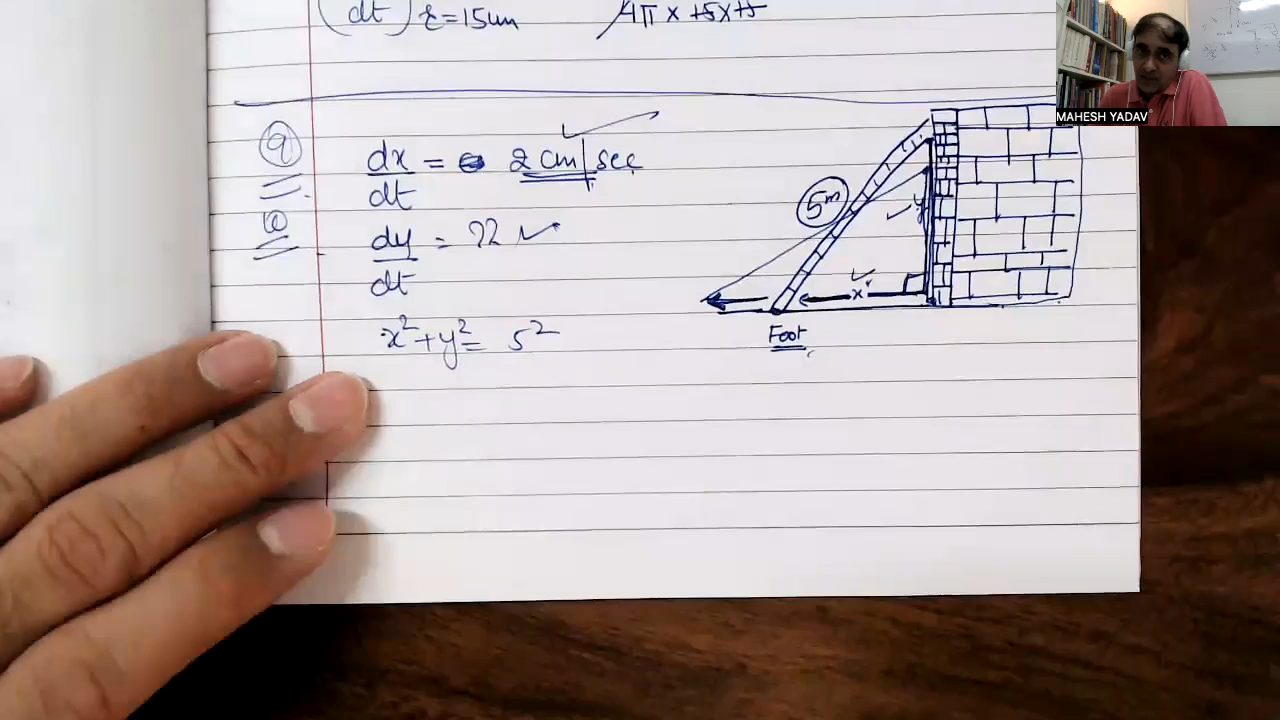 (dt) r=15cm 4π x 15x15
MAHESH YADAV
9
dx = 2 cm/sec
dt
10
dy = ??
dt
x²+y²= 5²
5m
y
x
Foot